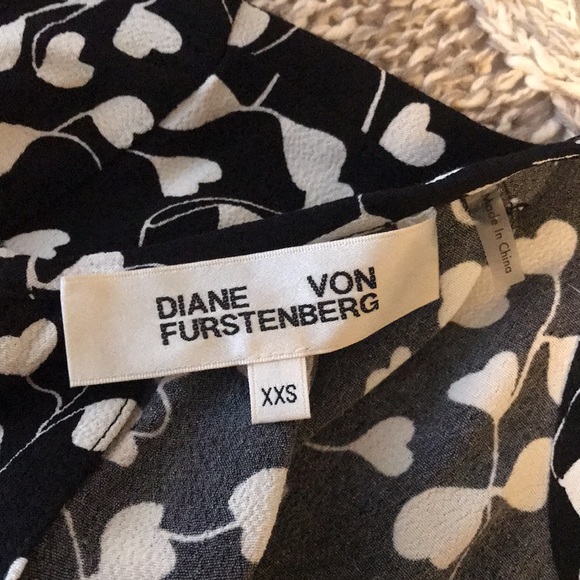 DIANE VON
FURSTENBERG
XXS
Made In China